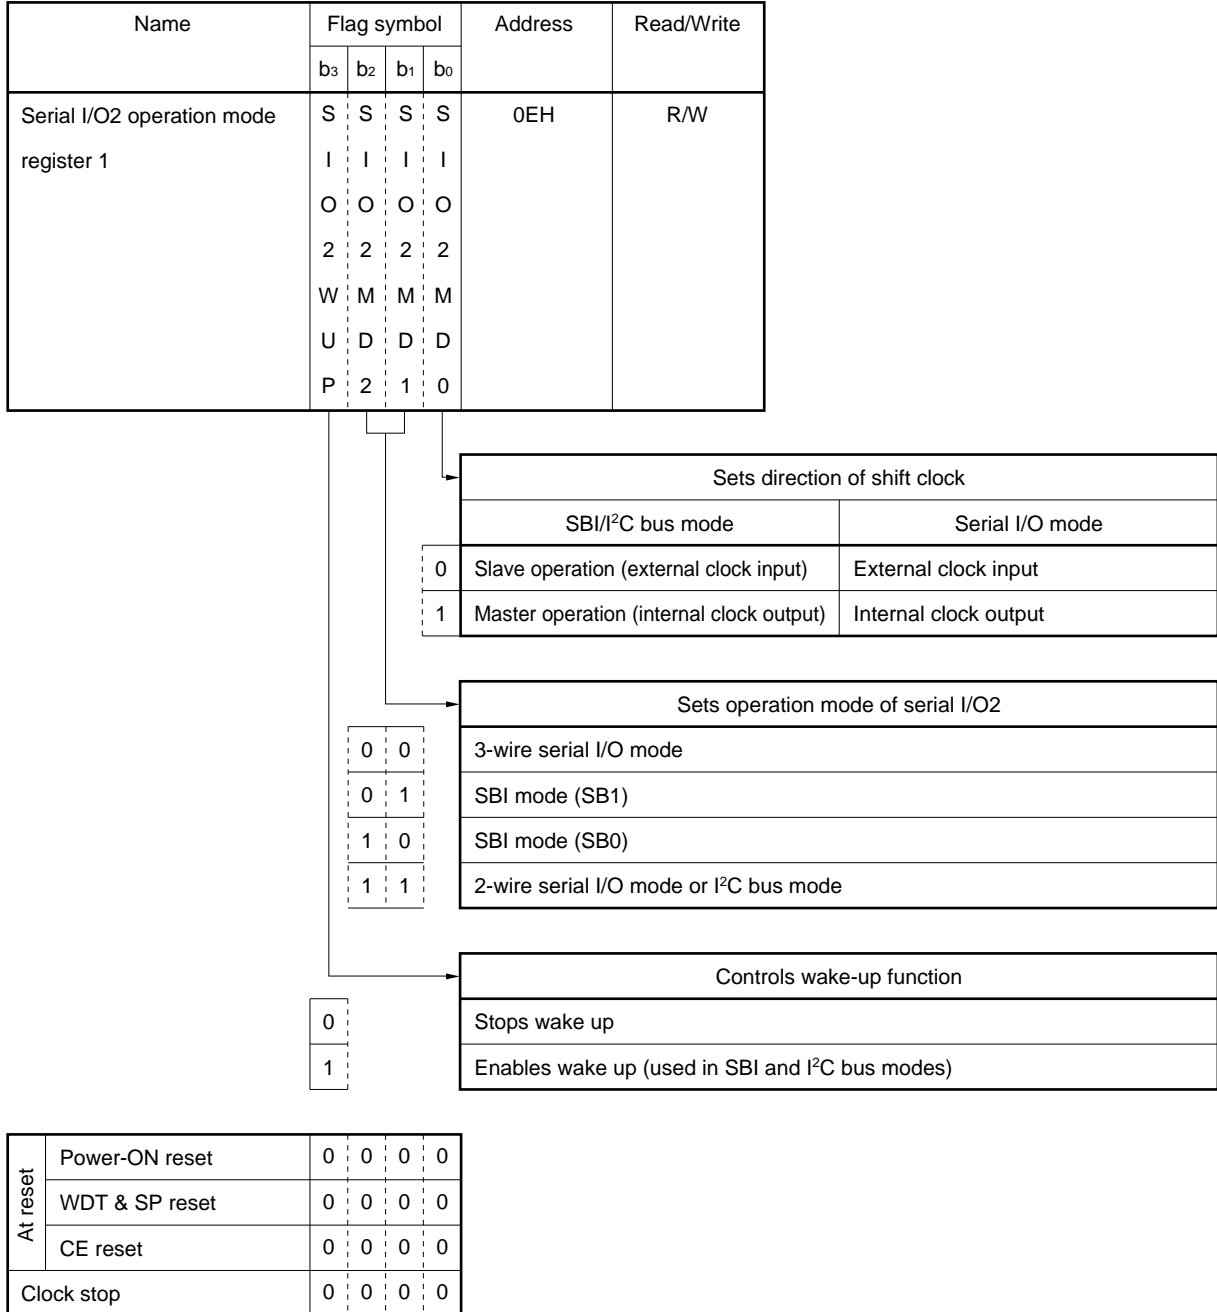 Name Flag symbol Address Read/Write
b3 b2 b1 b0
Serial I/O2 operation mode S S S S 0EH R/W
register 1 I I I I
O O O O
2 2 2 2
W M M M
U D D D
P 2 1 0
Sets direction of shift clock
SBI/I²C bus mode Serial I/O mode
0 Slave operation (external clock input) External clock input
1 Master operation (internal clock output) Internal clock output
Sets operation mode of serial I/O2
0 0 3-wire serial I/O mode
0 1 SBI mode (SB1)
1 0 SBI mode (SB0)
1 1 2-wire serial I/O mode or I²C bus mode
Controls wake-up function
0 Stops wake up
1 Enables wake up (used in SBI and I²C bus modes)
At reset
Power-ON reset 0 0 0 0
WDT & SP reset 0 0 0 0
CE reset 0 0 0 0
Clock stop 0 0 0 0